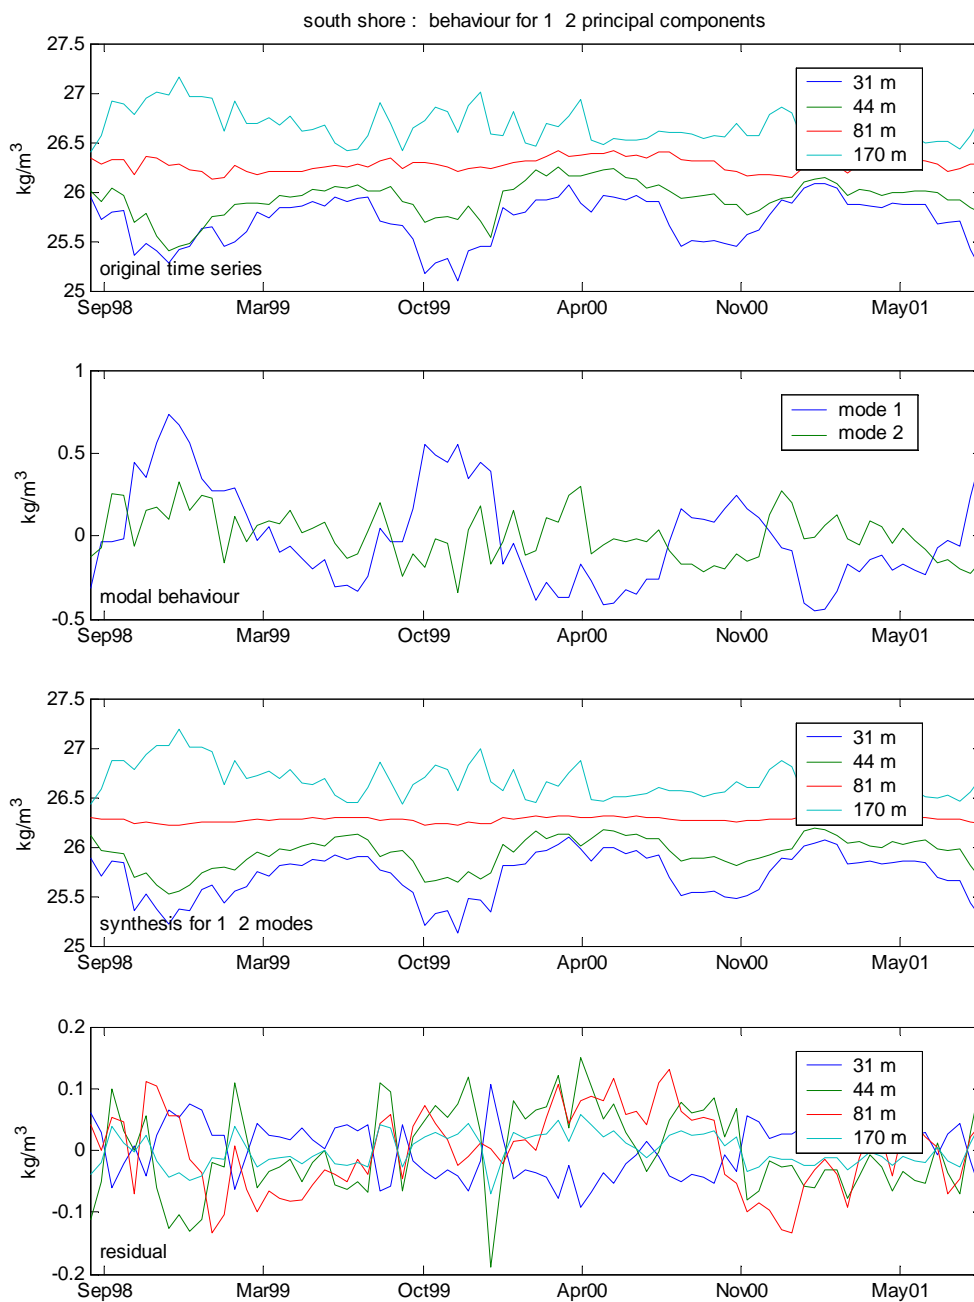 south shore :  behaviour for 1  2 principal components
27.5
27
26.5
26
25.5
25
kg/m³
31 m
44 m
81 m
170 m
original time series
Sep98 Mar99 Oct99 Apr00 Nov00 May01
1
0.5
0
-0.5
kg/m³
mode 1
mode 2
modal behaviour
Sep98 Mar99 Oct99 Apr00 Nov00 May01
27.5
27
26.5
26
25.5
25
kg/m³
31 m
44 m
81 m
170 m
synthesis for 1  2 modes
Sep98 Mar99 Oct99 Apr00 Nov00 May01
0.2
0.1
0
-0.1
-0.2
kg/m³
31 m
44 m
81 m
170 m
residual
Sep98 Mar99 Oct99 Apr00 Nov00 May01